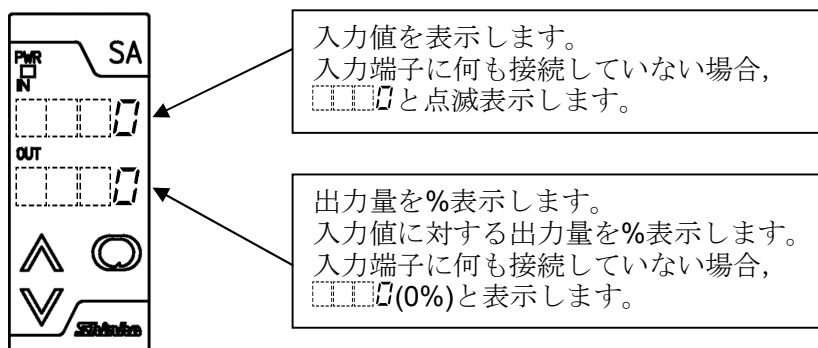 SA
PWR
IN
0
OUT
0
Shinko
入力値を表示します。
入力端子に何も接続していない場合,
0と点滅表示します。
出力量を%表示します。
入力値に対する出力量を%表示します。
入力端子に何も接続していない場合,
0(0%)と表示します。